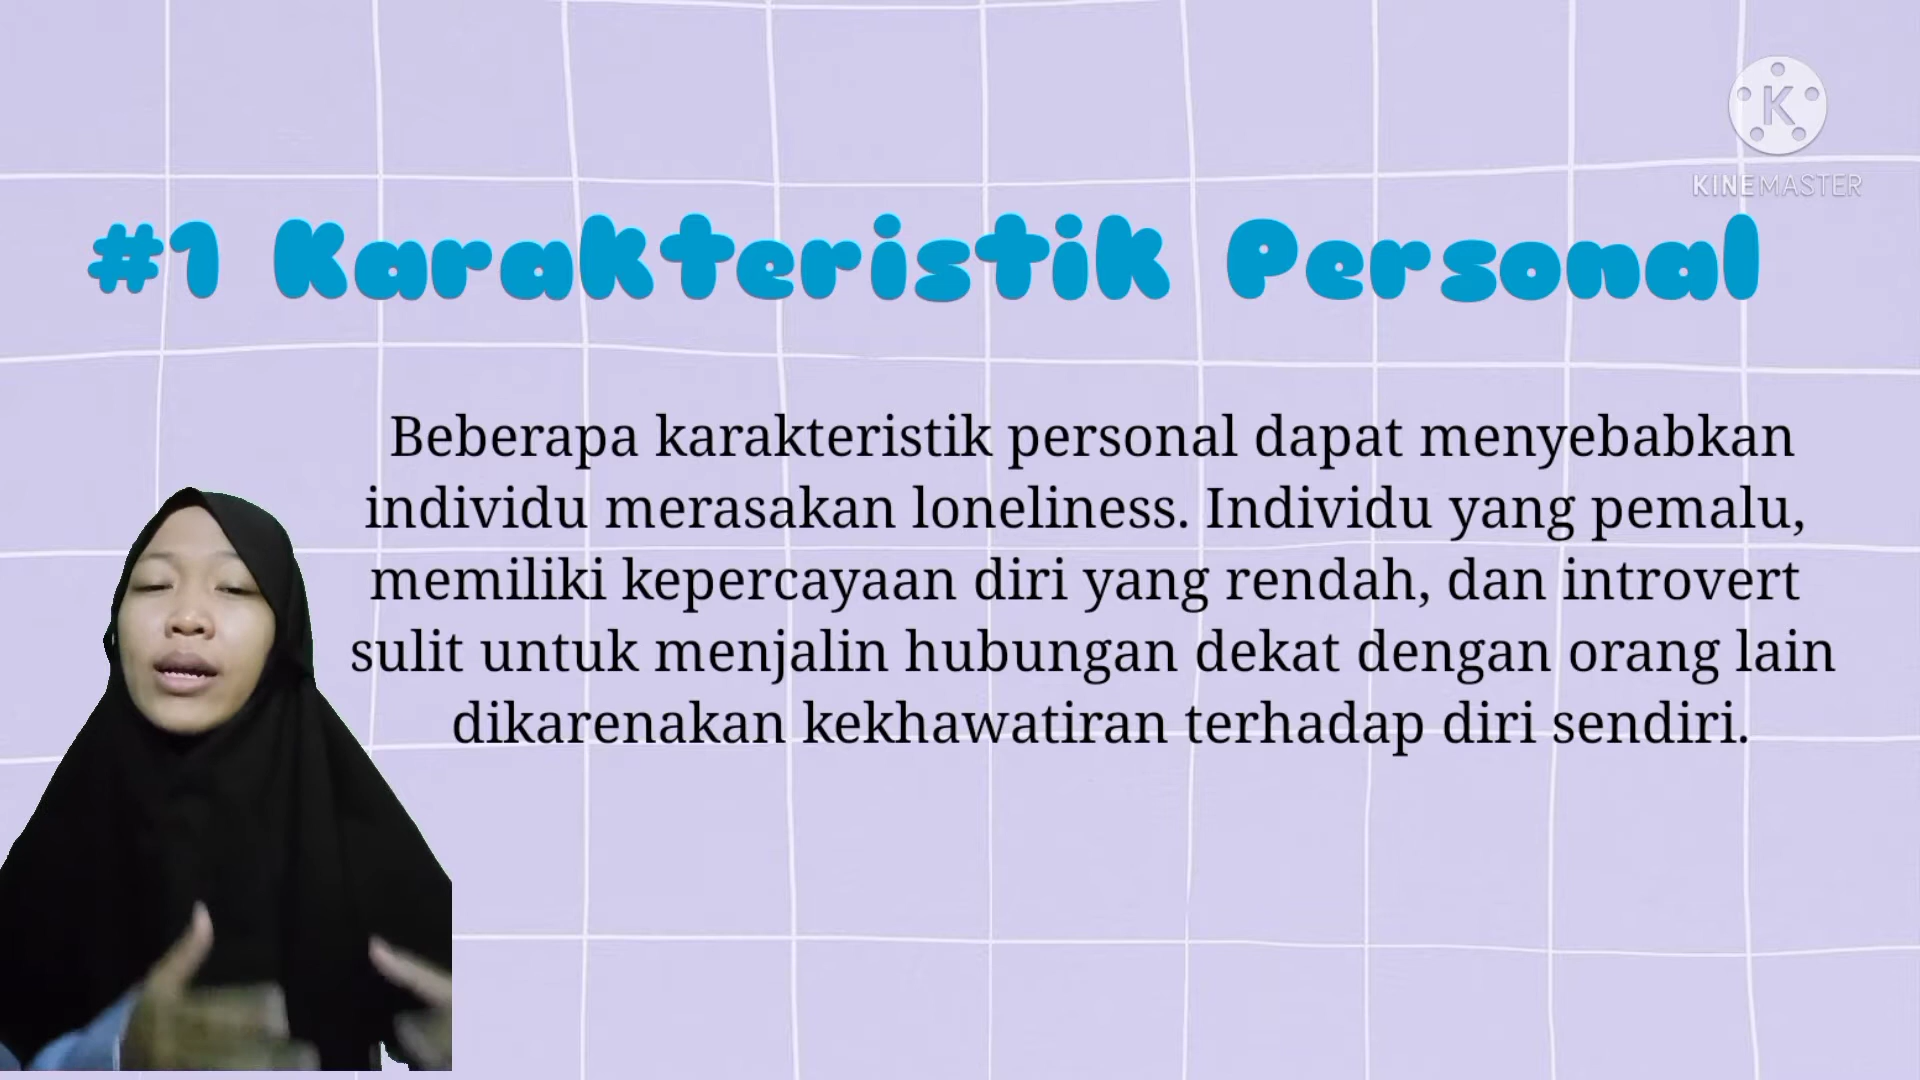 K
KINEMASTER
#1 Karakteristik Personal
Beberapa karakteristik personal dapat menyebabkan
individu merasakan loneliness. Individu yang pemalu,
memiliki kepercayaan diri yang rendah, dan introvert
sulit untuk menjalin hubungan dekat dengan orang lain
dikarenakan kekhawatiran terhadap diri sendiri.